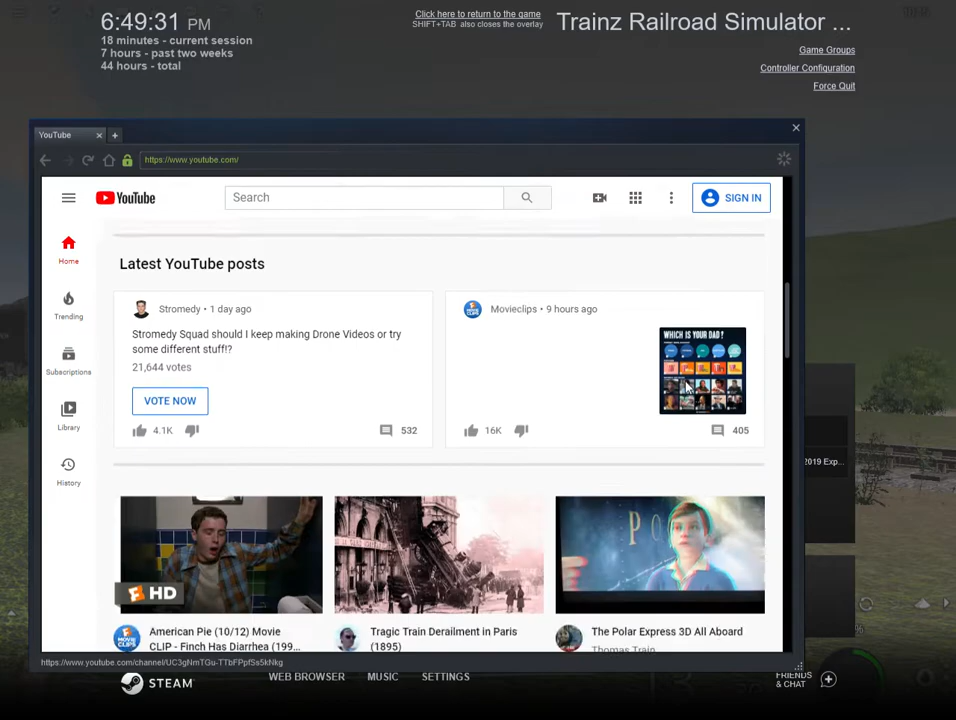 6:49:31 PM
18 minutes - current session
7 hours - past two weeks
44 hours - total
Click here to return to the game
SHIFT+TAB also closes the overlay
Trainz Railroad Simulator ...
Game Groups
Controller Configuration
Force Quit
YouTube
https://www.youtube.com/
YouTube
Search
SIGN IN
Home
Trending
Subscriptions
Library
History
Latest YouTube posts
Stromedy • 1 day ago
Stromedy Squad should I keep making Drone Videos or try
some different stuff!?
21,644 votes
VOTE NOW
4.1K
532
Movieclips • 9 hours ago
WHICH IS YOUR DAD?
16K
405
2019 Exp...
HD
MOVIE CLIPS
American Pie (10/12) Movie
CLIP - Finch Has Diarrhea (199...
Tragic Train Derailment in Paris
(1895)
PO
The Polar Express 3D All Aboard
Thomas Train
%
https://www.youtube.com/channel/UC3gNmTGu-TTbFPpfSs5kNkg
STEAM
WEB BROWSER
MUSIC
SETTINGS
FRIENDS
& CHAT